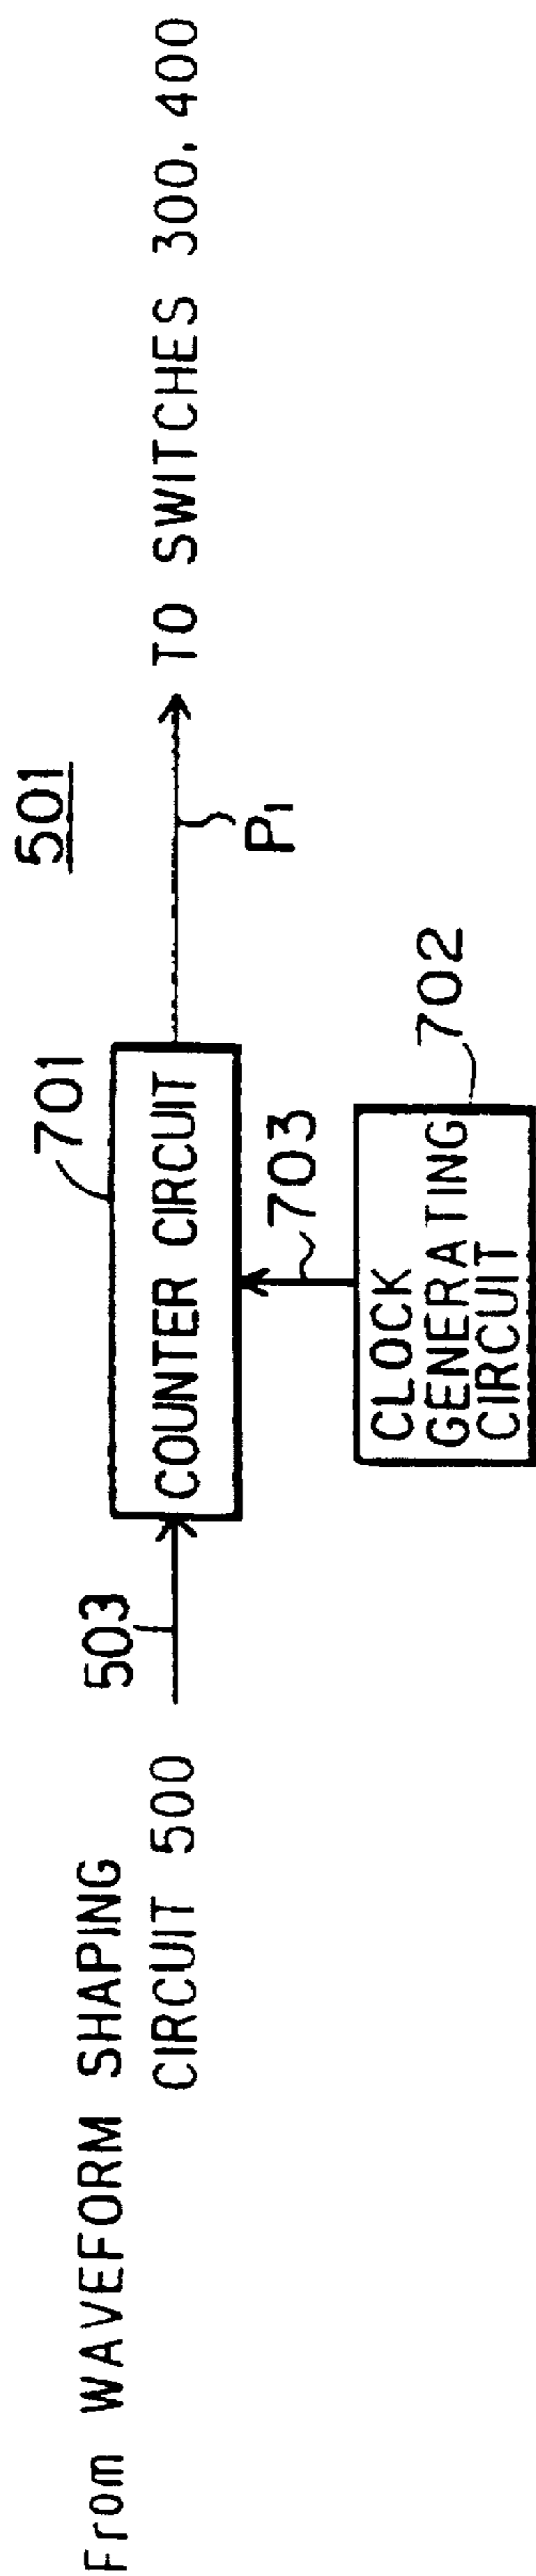 501
From WAVEFORM SHAPING
CIRCUIT 500
503
701
COUNTER CIRCUIT
P1
TO SWITCHES 300, 400
703
702
CLOCK
GENERATING
CIRCUIT